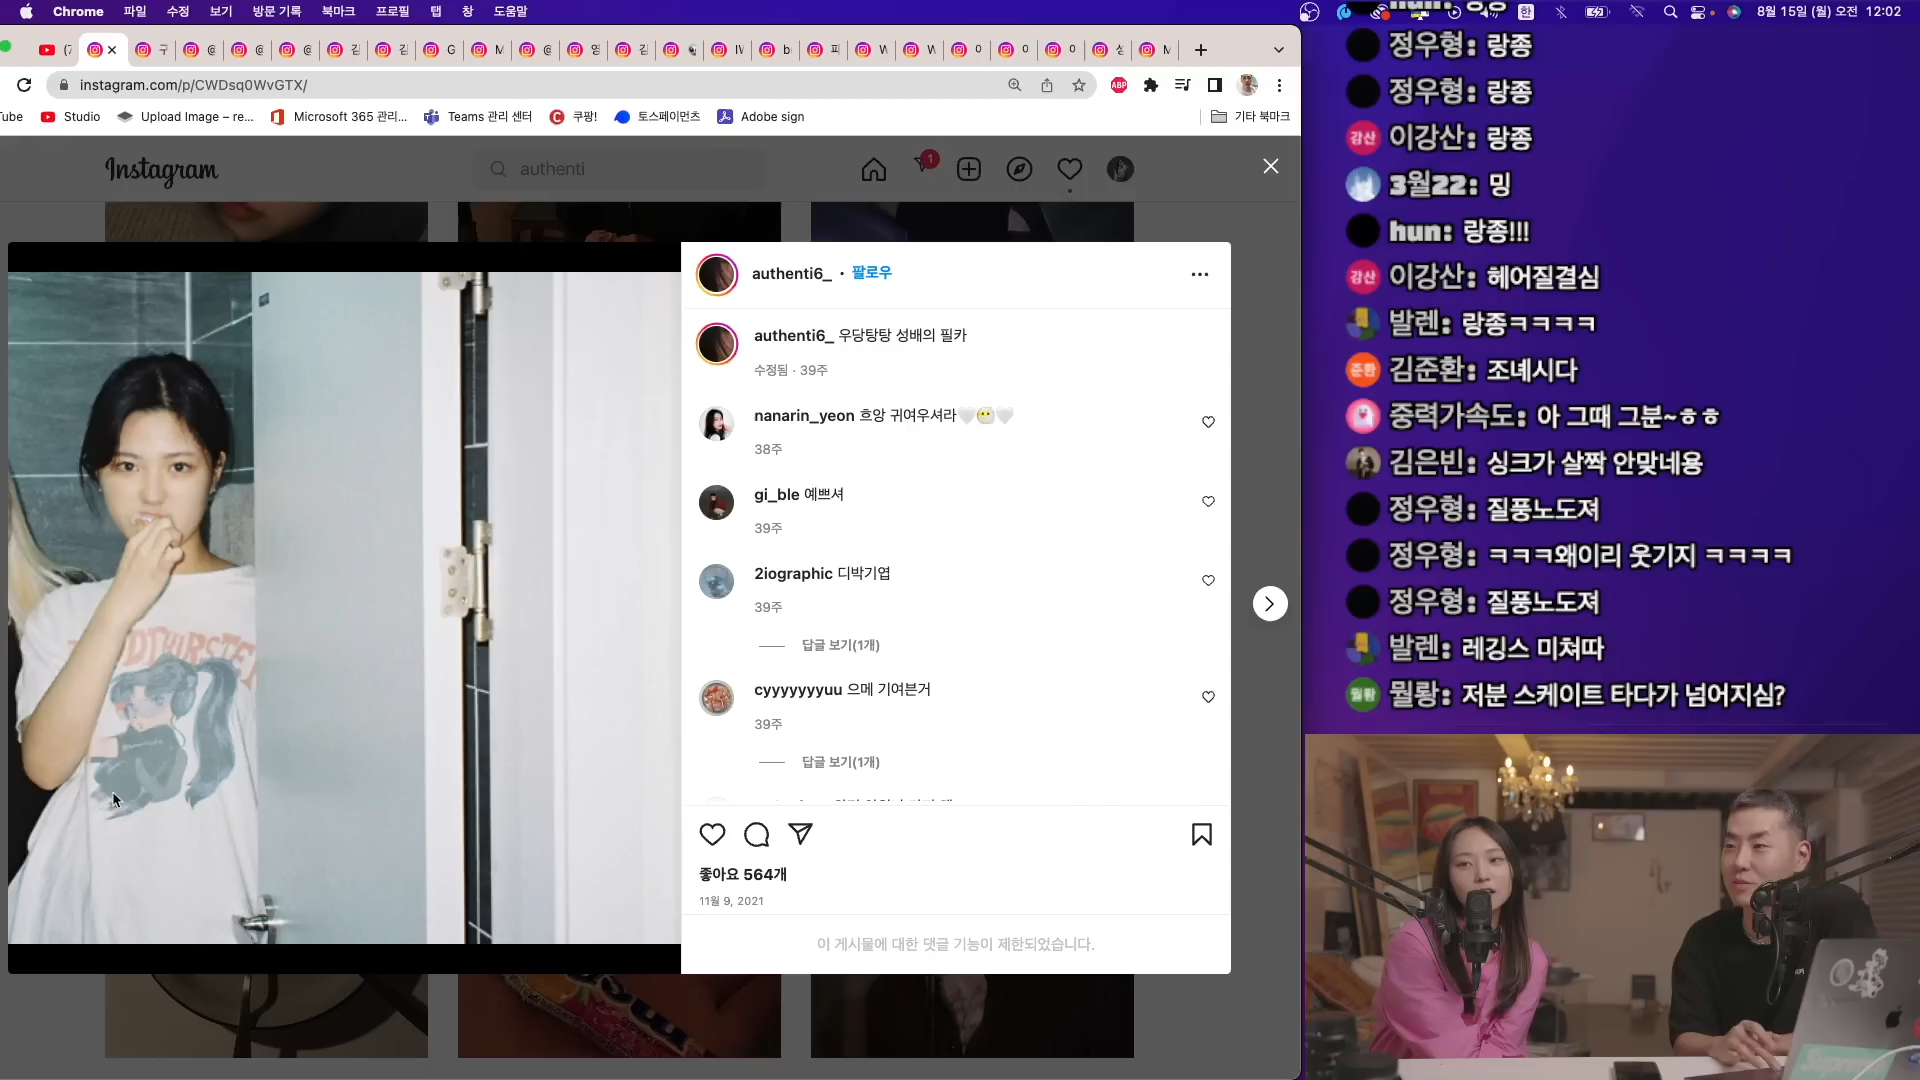 Chrome 파일 수정 보기 방문 기록 북마크 프로필 탭 창 도움말
한 8월 15일 (월) 오전 12:02
instagram.com/p/CWDsq0WvGTX/
ABP
Studio Upload Image – re... Microsoft 365 관리... Teams 관리 센터 쿠팡! 토스페이먼츠 Adobe sign 기타 북마크
Instagram
authenti
1
authenti6_ • 팔로우
authenti6_ 우당탕탕 성배의 필카
수정됨 · 39주
nanarin_yeon 흐앙 귀여우셔라🤍😬🤍
38주
gi_ble 예쁘셔
39주
2iographic 디박기엽
39주
답글 보기(1개)
cyyyyyyyuu 으메 기여븐거
39주
답글 보기(1개)
좋아요 564개
11월 9, 2021
이 게시물에 대한 댓글 기능이 제한되었습니다.
정우형: 랑종
정우형: 랑종
감산 이강산: 랑종
3월22: 밍
hun: 랑종!!!
감산 이강산: 헤어질결심
발렌: 랑종ㅋㅋㅋㅋ
준환 김준환: 조녜시다
중력가속도: 아 그때 그분~ㅎㅎ
김은빈: 싱크가 살짝 안맞네용
정우형: 질풍노도져
정우형: ㅋㅋㅋ왜이리 웃기지 ㅋㅋㅋㅋ
정우형: 질풍노도져
발렌: 레깅스 미쳐따
뭘롹: 저분 스케이트 타다가 넘어지심?
Supreme